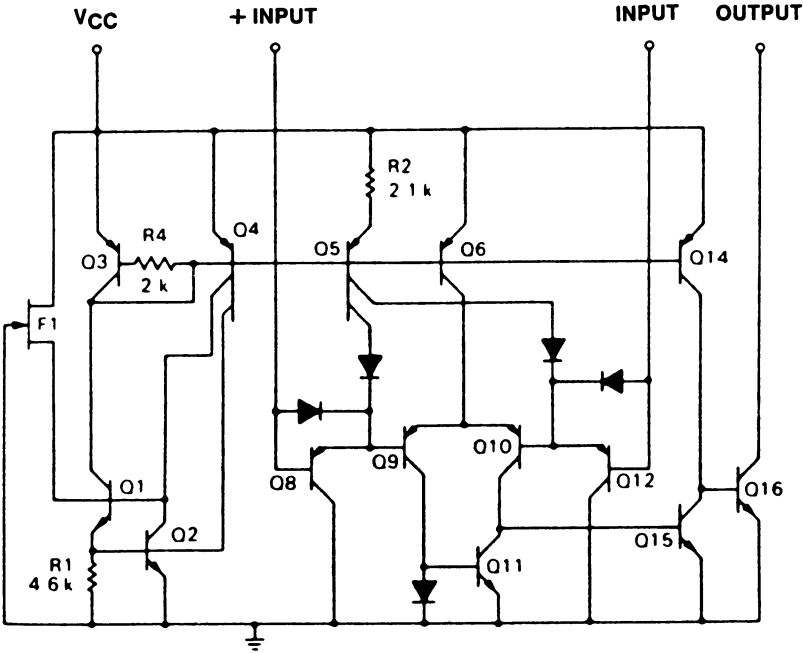 VCC + INPUT INPUT OUTPUT
R2
2 1 k
R4 Q4
Q3 Q5 Q6 Q14
2 k
F1
Q9 Q10
Q1 Q8 Q12 Q16
Q2 Q15
R1 Q11
4 6 k